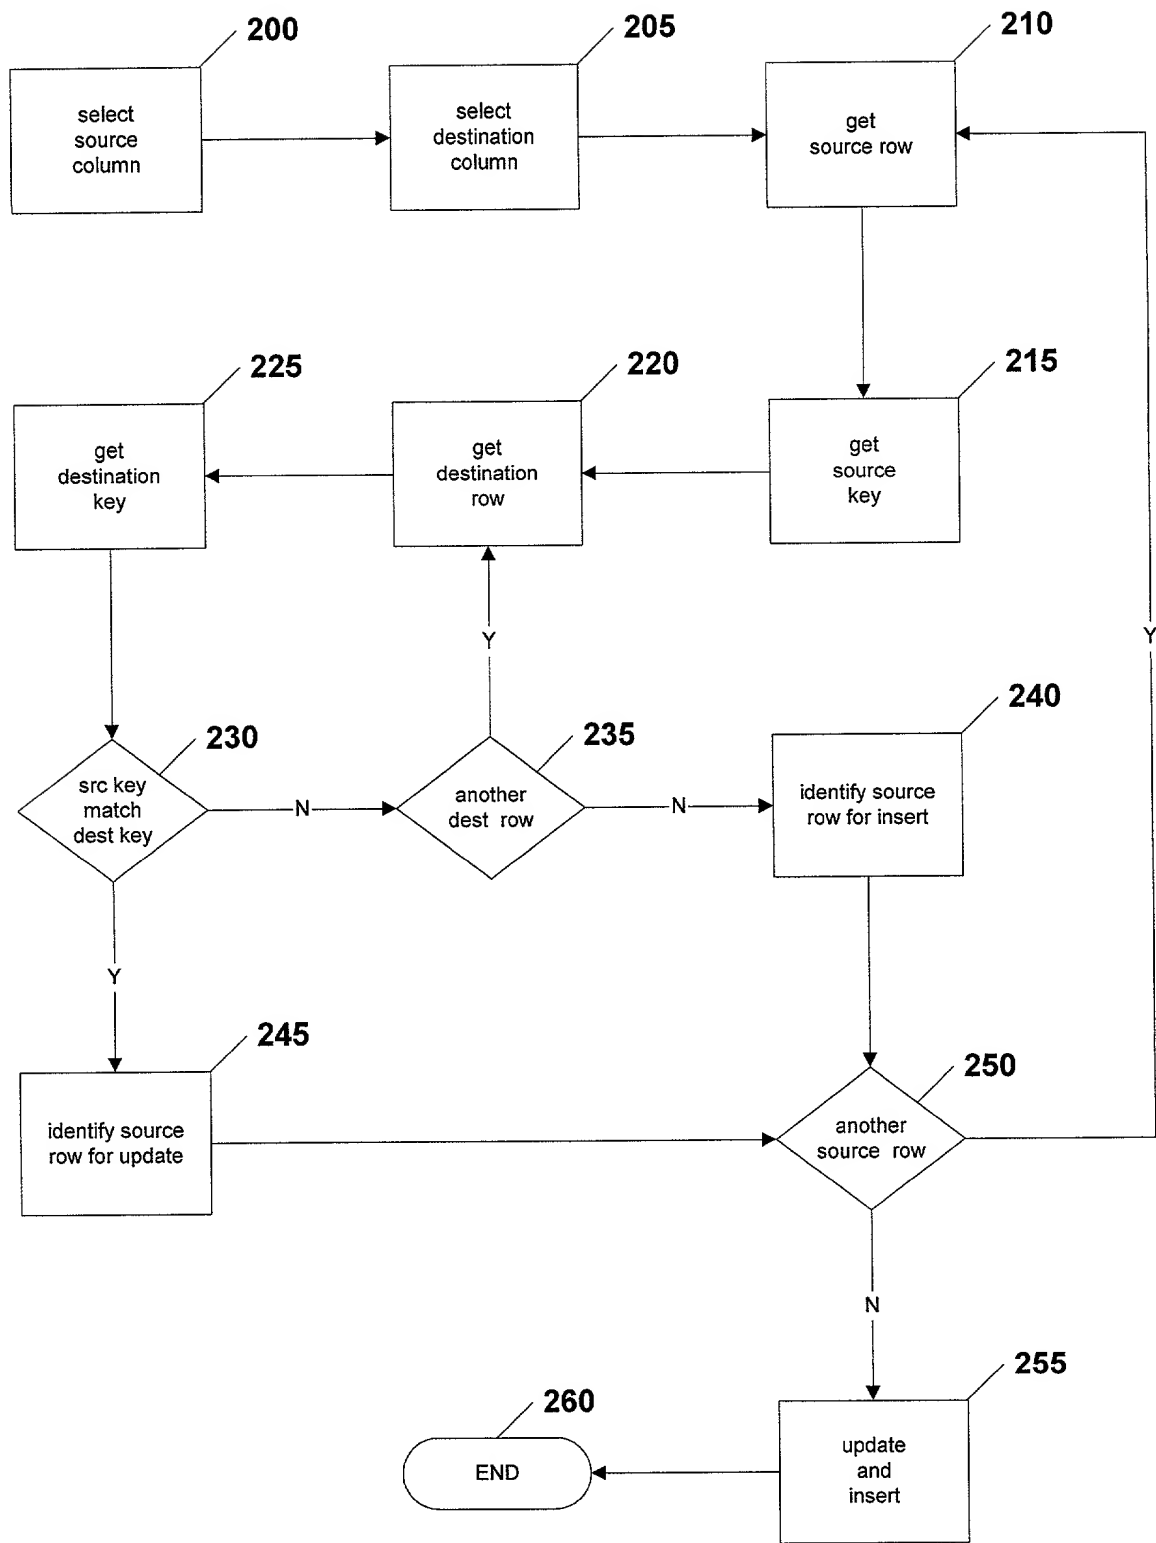 200
205
210
select
source
column
select
destination
column
get
source row
225
220
215
get
destination
key
get
destination
row
get
source
key
Y
Y
230
235
240
src key
match
dest key
N
another
dest row
N
identify source
row for insert
Y
245
250
identify source
row for update
another
source row
N
260
255
END
update
and
insert